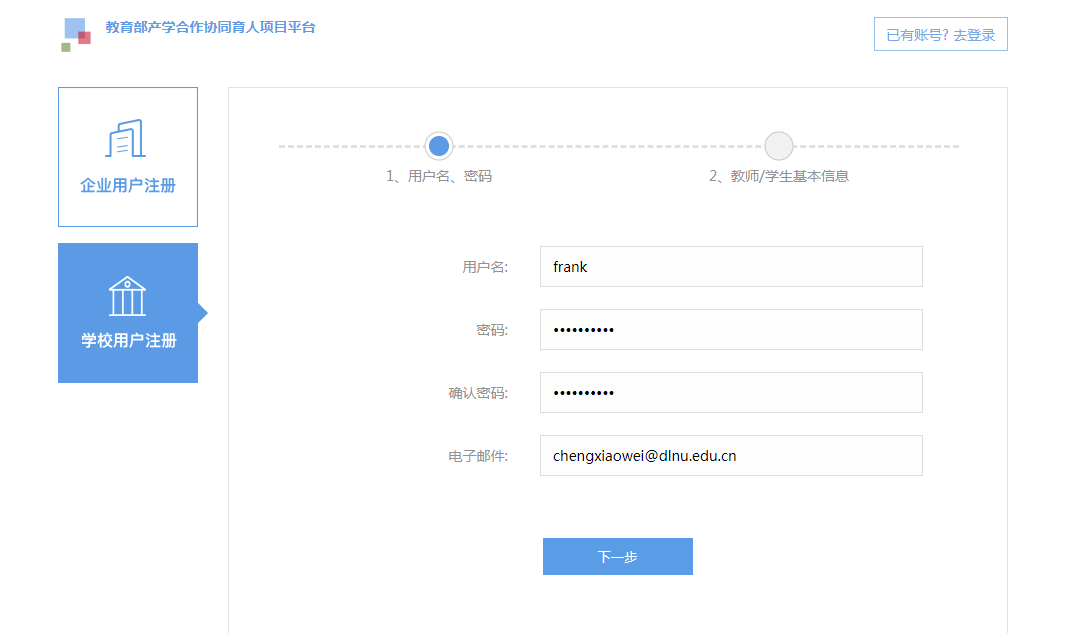 教育部产学合作协同育人项目平台
已有账号? 去登录
企业用户注册
学校用户注册
1、用户名、密码
2、教师/学生基本信息
用户名: frank
密码: ••••••••••
确认密码: ••••••••••
电子邮件: chengxiaowei@dlnu.edu.cn
下一步